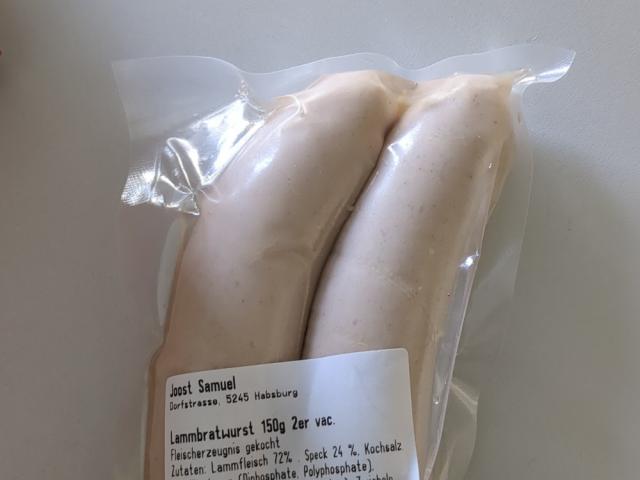 Joost Samuel
Dorfstrasse, 5245 Habsburg
Lammbratwurst 150g 2er vac.
Fleischerzeugnis gekocht
Zutaten: Lammfleisch 72% , Speck 24 %, Kochsalz,
(Diphosphate, Polyphosphate),